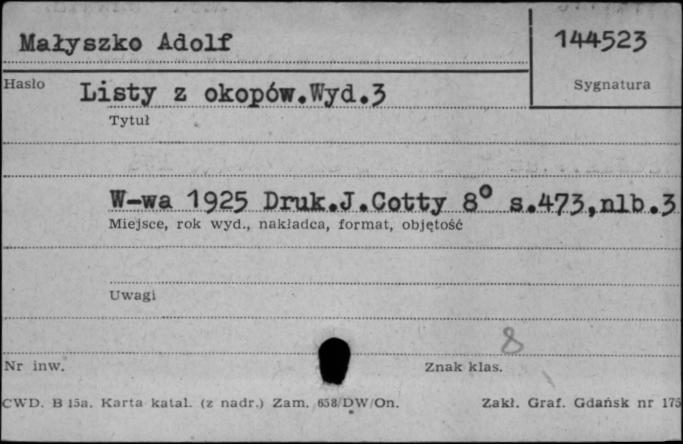 Małyszko Adolf
144523
Hasło
Sygnatura
Listy z okopów.Wyd.3
Tytuł
W-wa 1925 Druk.J.Cotty 8° s.473,nlb.3
Miejsce, rok wyd., nakładca, format, objętość
Uwagi
8
Nr inw.
Znak klas.
CWD. B 15a. Karta katal. (z nadr.) Zam. 658/DW/On.
Zakł. Graf. Gdańsk nr 175